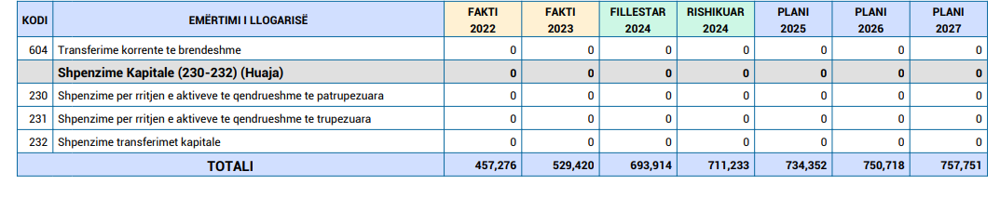 KODI EMËRTIMI I LLOGARISË FAKTI 2022 FAKTI 2023 FILLESTAR 2024 RISHIKUAR 2024 PLANI 2025 PLANI 2026 PLANI 2027
604 Transferime korrente te brendeshme 0 0 0 0 0 0 0
Shpenzime Kapitale (230-232) (Huaja) 0 0 0 0 0 0 0
230 Shpenzime per rritjen e aktiveve te qendrueshme te patrupezuara 0 0 0 0 0 0 0
231 Shpenzime per rritjen e aktiveve te qendrueshme te trupezuara 0 0 0 0 0 0 0
232 Shpenzime transferimet kapitale 0 0 0 0 0 0 0
TOTALI 457,276 529,420 693,914 711,233 734,352 750,718 757,751